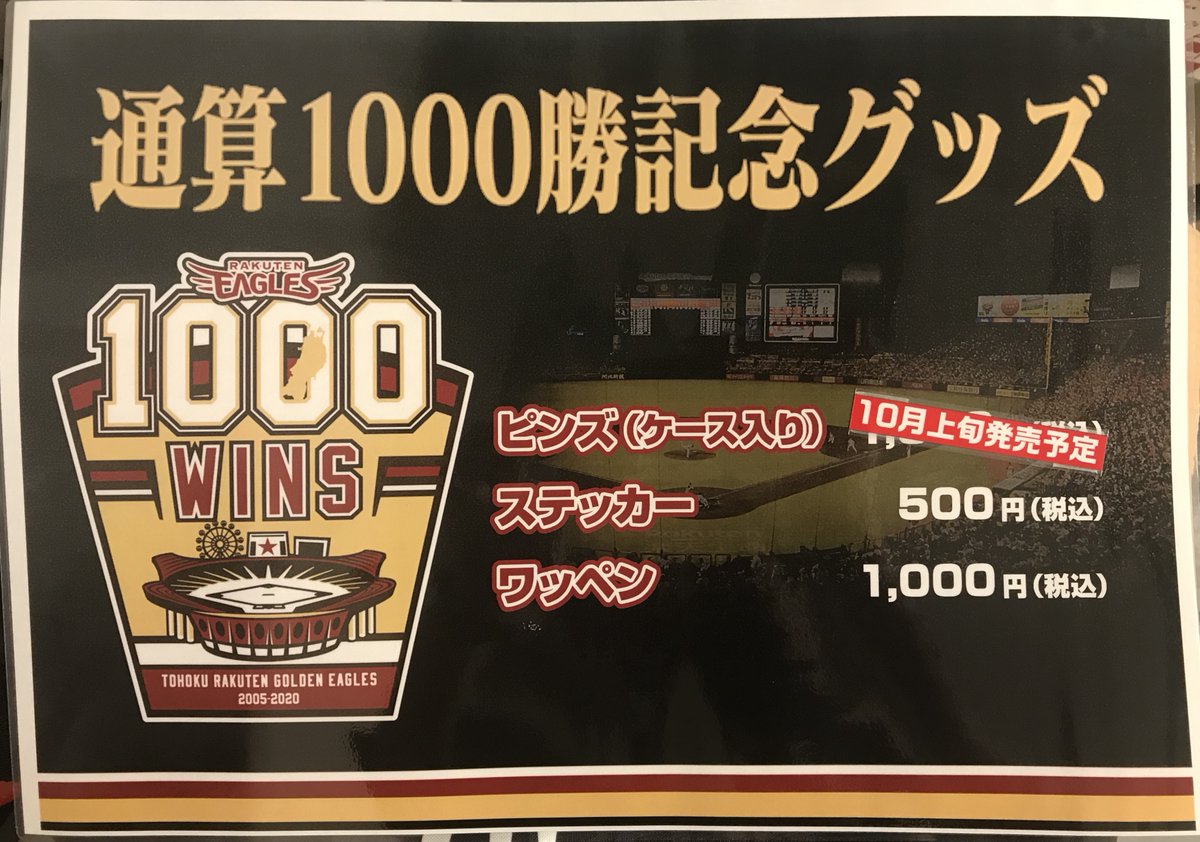 通算1000勝記念グッズ
RAKUTEN
EAGLES
1000
WINS
TOHOKU RAKUTEN GOLDEN EAGLES
2005-2020
ピンズ（ケース入り）
10月上旬発売予定
ステッカー 500円（税込）
ワッペン 1,000円（税込）